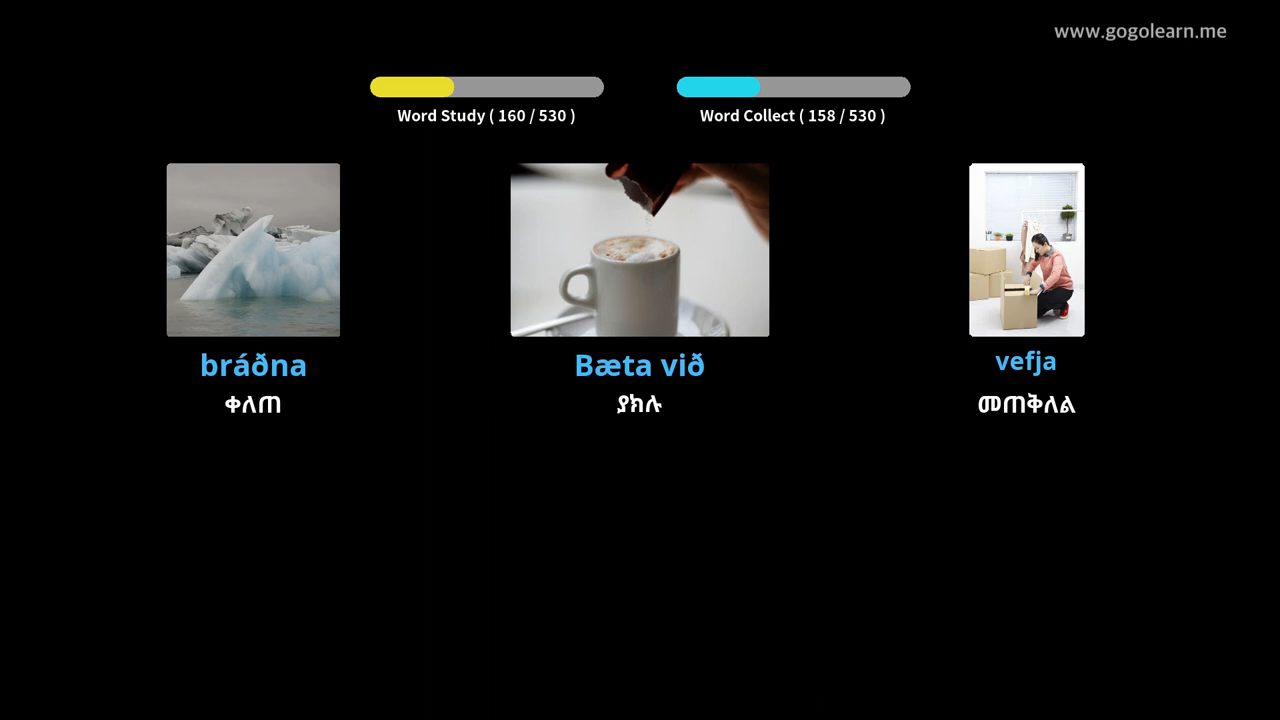 www.gogolearn.me
Word Study ( 160 / 530 )
Word Collect ( 158 / 530 )
bráðna
Bæta við
vefja
ቀለጠ
ያክሉ
መጠቅለል